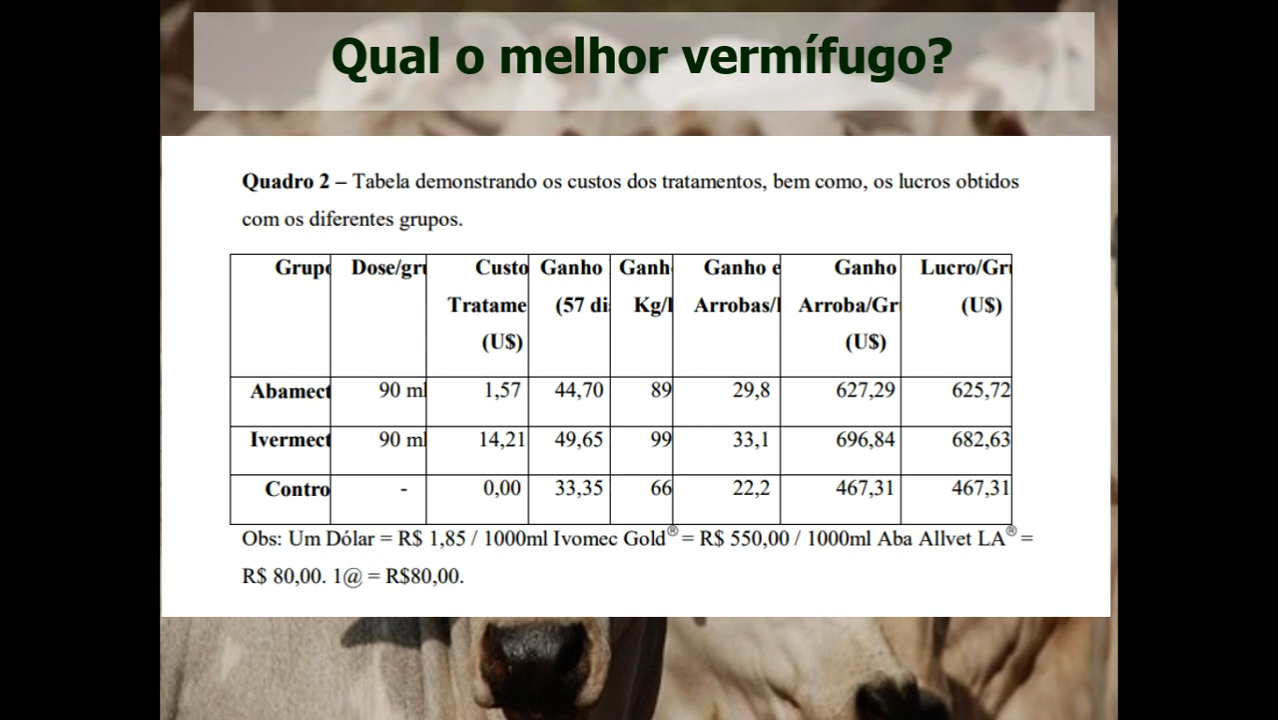 Qual o melhor vermífugo?
Quadro 2 – Tabela demonstrando os custos dos tratamentos, bem como, os lucros obtidos
com os diferentes grupos.
Grupo Dose/gru Custo Ganho Ganh Ganho e Ganho Lucro/Gru
Tratame (57 di Kg/ Arrobas/ Arroba/Gru (U$)
(U$) (U$)
Abamect 90 ml 1,57 44,70 89 29,8 627,29 625,72
Ivermect 90 ml 14,21 49,65 99 33,1 696,84 682,63
Contro - 0,00 33,35 66 22,2 467,31 467,31
Obs: Um Dólar = R$ 1,85 / 1000ml Ivomec Gold® = R$ 550,00 / 1000ml Aba Allvet LA® =
R$ 80,00. 1@ = R$80,00.